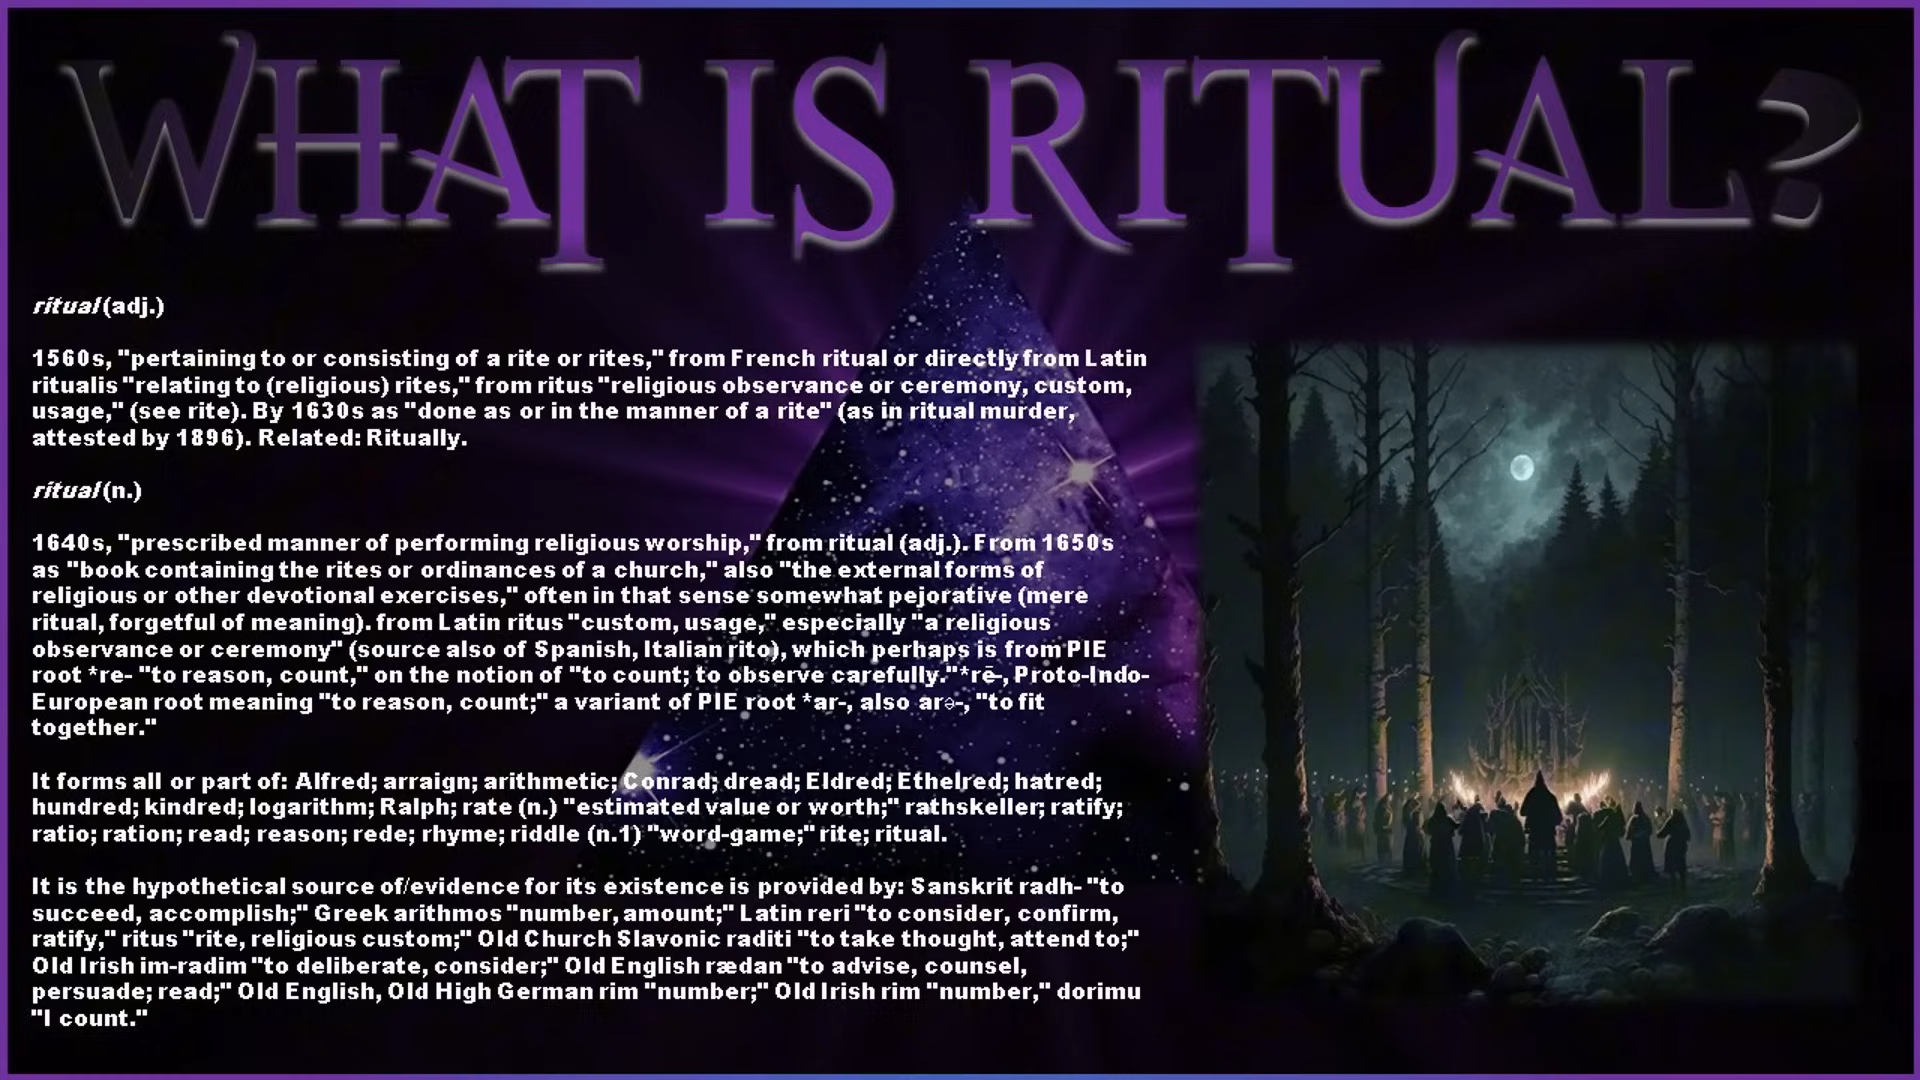 WHAT IS RITUAL?
ritual (adj.)
1560s, "pertaining to or consisting of a rite or rites," from French ritual or directly from Latin
ritualis "relating to (religious) rites," from ritus "religious observance or ceremony, custom,
usage," (see rite). By 1630s as "done as or in the manner of a rite" (as in ritual murder,
attested by 1896). Related: Ritually.
ritual (n.)
1640s, "prescribed manner of performing religious worship," from ritual (adj.). From 1650s
as "book containing the rites or ordinances of a church," also "the external forms of
religious or other devotional exercises," often in that sense somewhat pejorative (mere
ritual, forgetful of meaning). from Latin ritus "custom, usage," especially "a religious
observance or ceremony" (source also of Spanish, Italian rito), which perhaps is from PIE
root *re- "to reason, count," on the notion of "to count; to observe carefully."*rē-, Proto-Indo-
European root meaning "to reason, count;" a variant of PIE root *ar-, also arə-, "to fit
together."
It forms all or part of: Alfred; arraign; arithmetic; Conrad; dread; Eldred; Ethelred; hatred;
hundred; kindred; logarithm; Ralph; rate (n.) "estimated value or worth;" rathskeller; ratify;
ratio; ration; read; reason; rede; rhyme; riddle (n.1) "word-game;" rite; ritual.
It is the hypothetical source of/evidence for its existence is provided by: Sanskrit radh- "to
succeed, accomplish;" Greek arithmos "number, amount;" Latin reri "to consider, confirm,
ratify," ritus "rite, religious custom;" Old Church Slavonic raditi "to take thought, attend to;"
Old Irish im-radim "to deliberate, consider;" Old English rædan "to advise, counsel,
persuade; read;" Old English, Old High German rim "number;" Old Irish rim "number," dorimu
"I count."